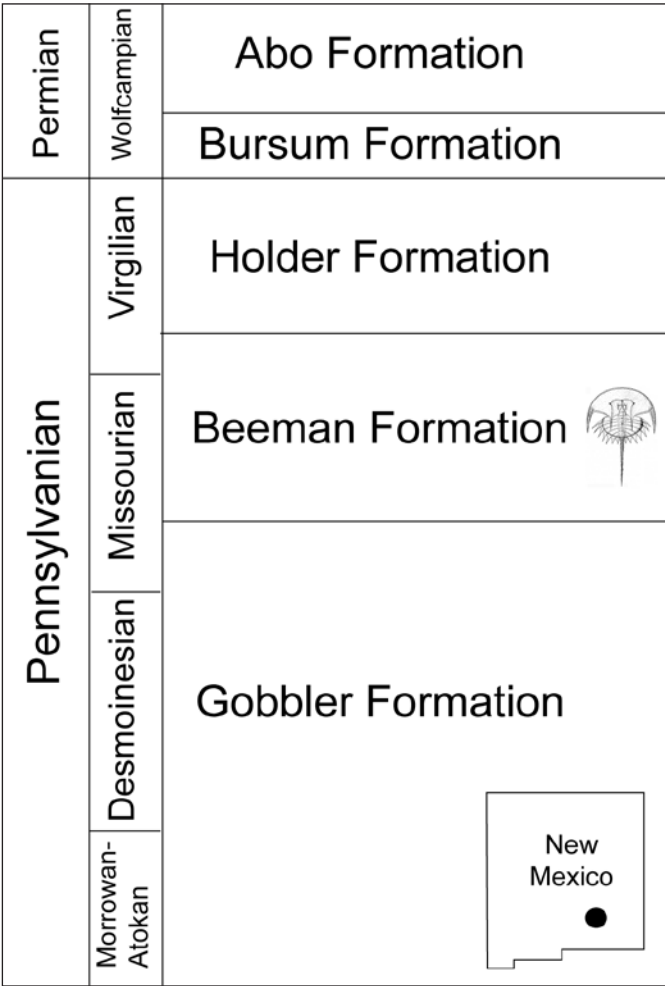 Permian
Wolfcampian
Abo Formation
Bursum Formation
Pennsylvanian
Virgilian
Holder Formation
Missourian
Beeman Formation
Desmoinesian
Gobbler Formation
Morrowan-
Atokan
New
Mexico